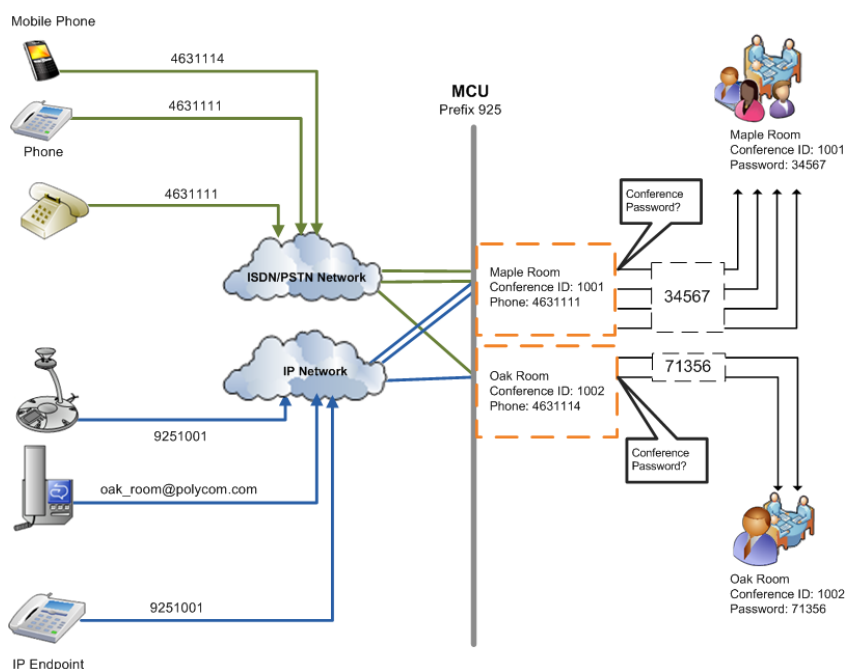 Mobile Phone
4631114
4631111
Phone
4631111
ISDN/PSTN Network
IP Network
9251001
oak_room@polycom.com
9251001
IP Endpoint
MCU
Prefix 925
Maple Room
Conference ID: 1001
Phone: 4631111
Oak Room
Conference ID: 1002
Phone: 4631114
Conference
Password?
34567
71356
Conference
Password?
Maple Room
Conference ID: 1001
Password: 34567
Oak Room
Conference ID: 1002
Password: 71356